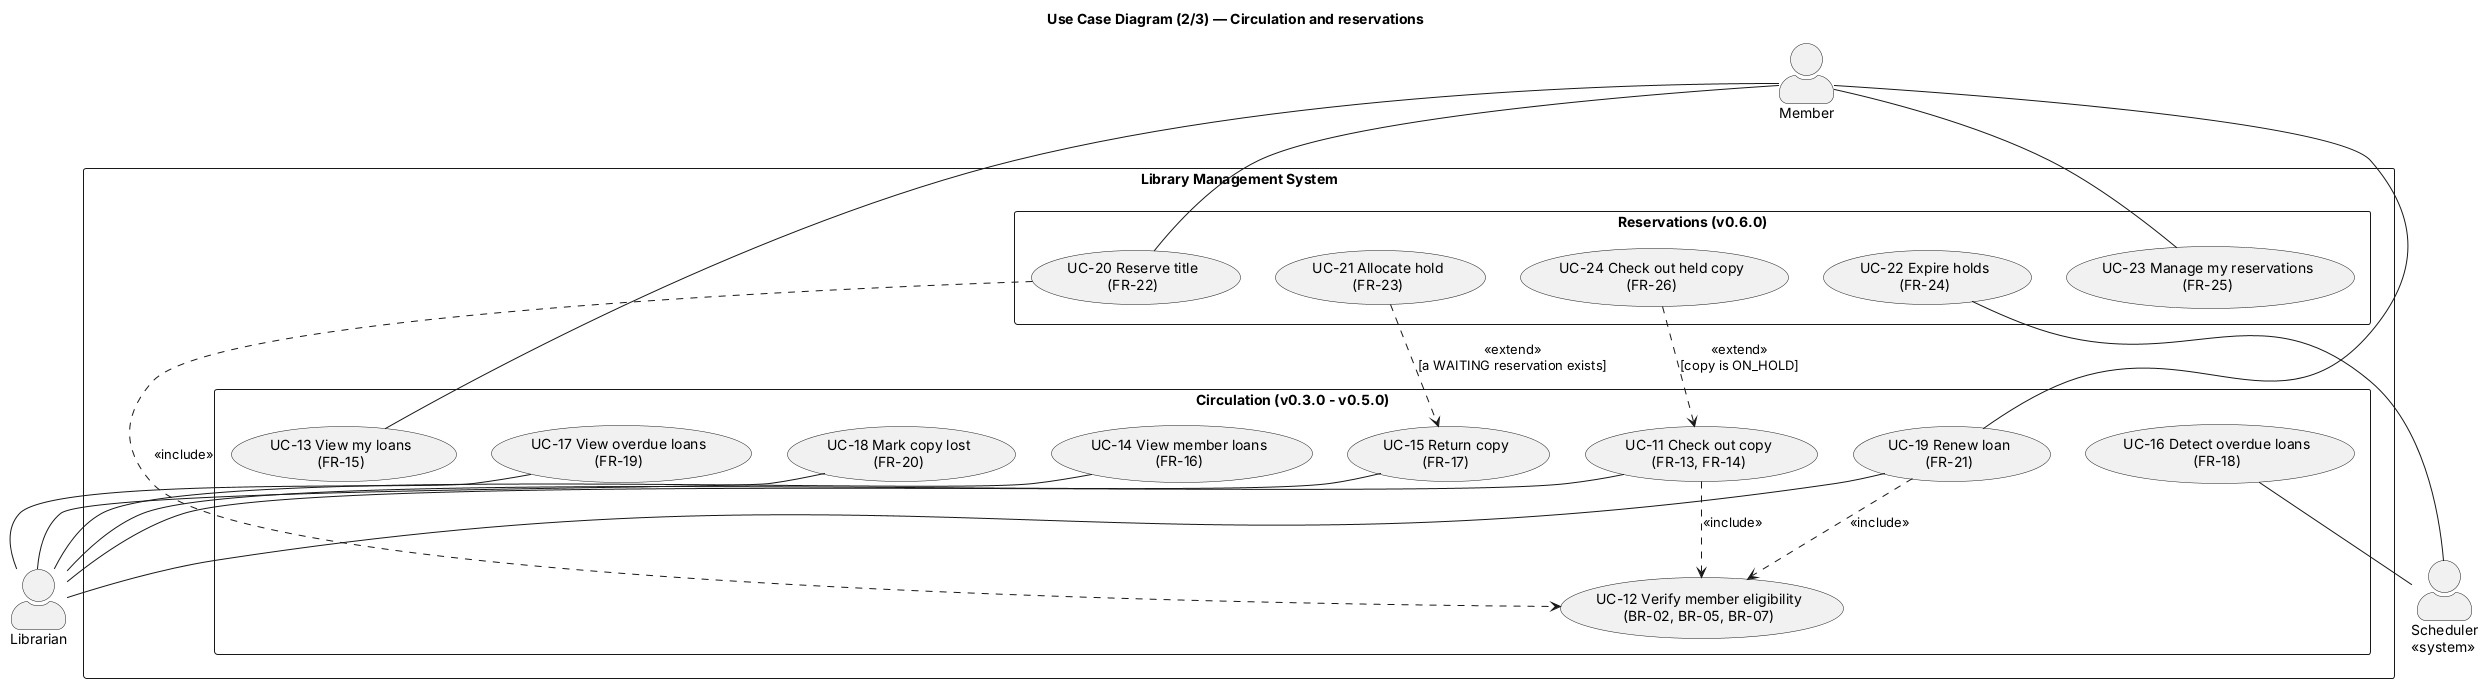 Use Case Diagram (2/3) — Circulation and reservations
Member
Library Management System
Reservations (v0.6.0)
UC-20 Reserve title
(FR-22)
UC-21 Allocate hold
(FR-23)
UC-24 Check out held copy
(FR-26)
UC-22 Expire holds
(FR-24)
UC-23 Manage my reservations
(FR-25)
«extend»
[a WAITING reservation exists]
«extend»
[copy is ON_HOLD]
Circulation (v0.3.0 - v0.5.0)
«include»
UC-13 View my loans
(FR-15)
UC-17 View overdue loans
(FR-19)
UC-18 Mark copy lost
(FR-20)
UC-14 View member loans
(FR-16)
UC-15 Return copy
(FR-17)
UC-11 Check out copy
(FR-13, FR-14)
UC-19 Renew loan
(FR-21)
UC-16 Detect overdue loans
(FR-18)
«include»
«include»
UC-12 Verify member eligibility
(BR-02, BR-05, BR-07)
Librarian
Scheduler
«system»